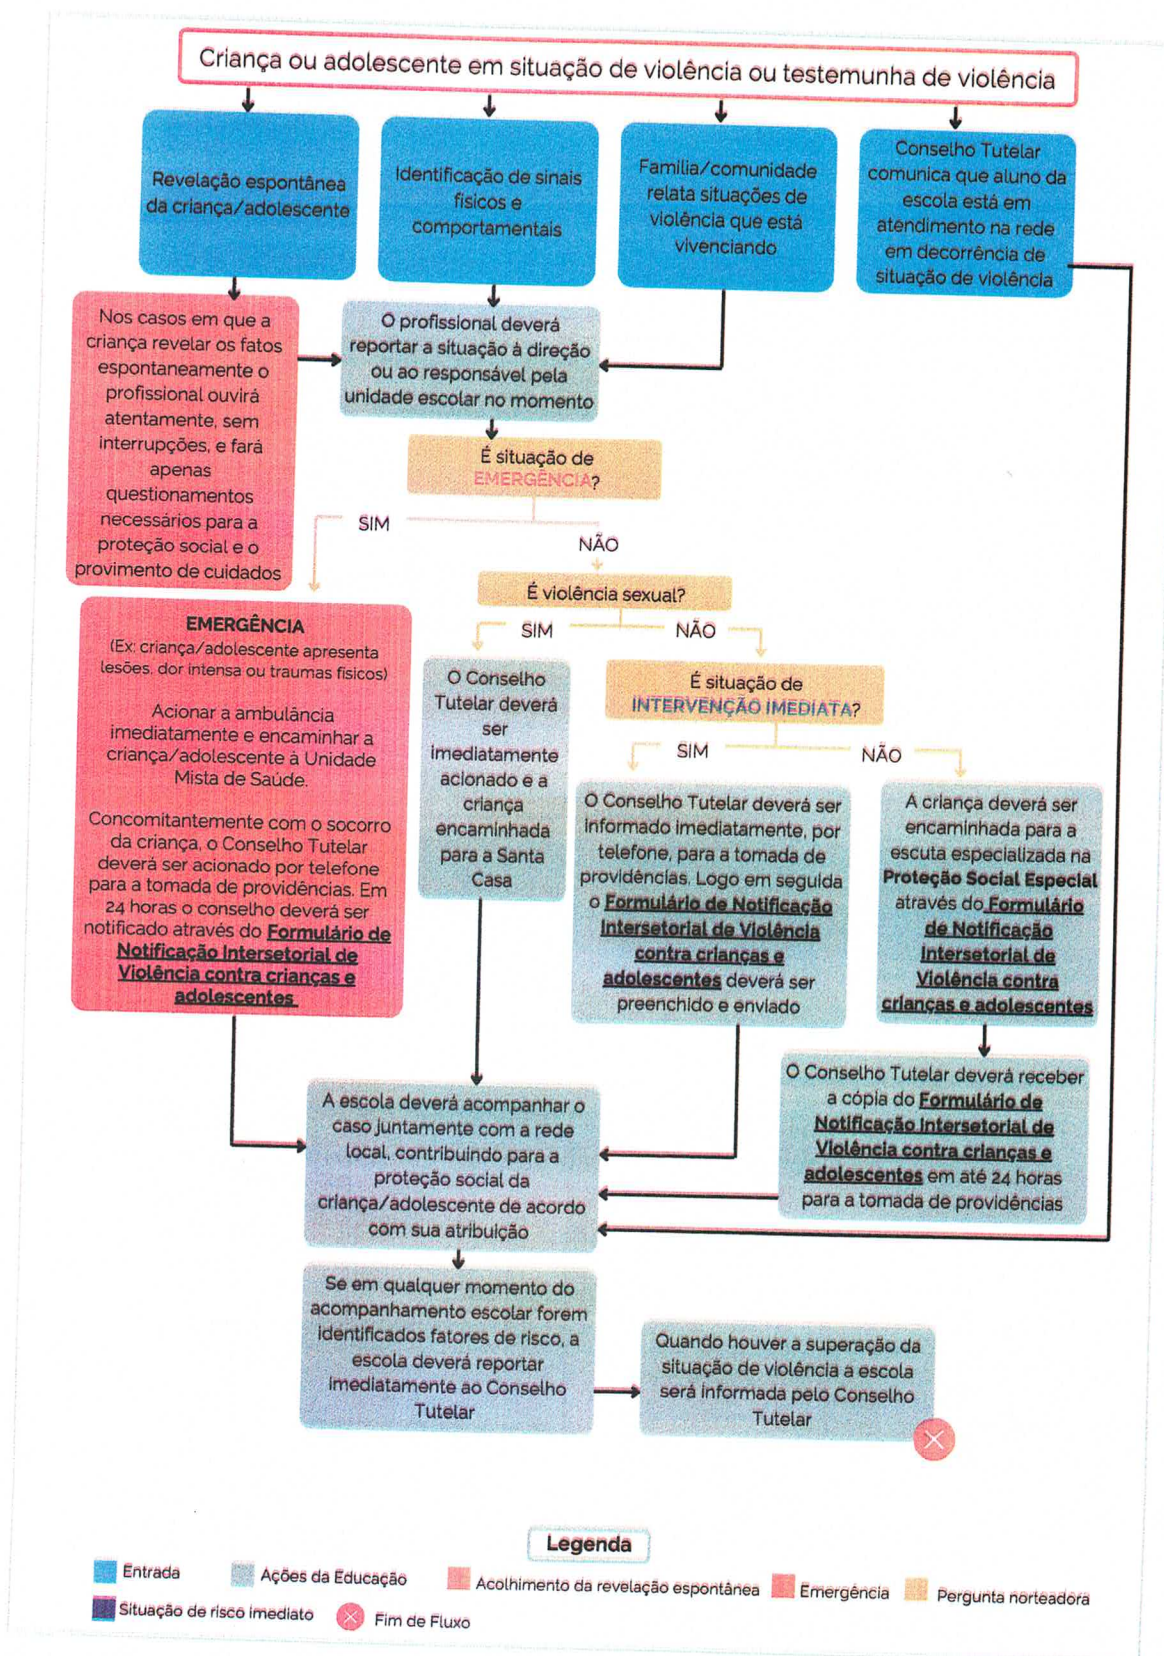 Criança ou adolescente em situação de violência ou testemunha de violência
Revelação espontânea
da criança/adolescente
Identificação de sinais
físicos e
comportamentais
Família/comunidade
relata situações de
violência que está
vivenciando
Conselho Tutelar
comunica que aluno da
escola está em
atendimento na rede
em decorrência de
situação de violência
Nos casos em que a
criança revelar os fatos
espontaneamente o
profissional ouvirá
atentamente, sem
interrupções, e fará
apenas
questionamentos
necessários para a
proteção social e o
provimento de cuidados
O profissional deverá
reportar a situação à direção
ou ao responsável pela
unidade escolar no momento
É situação de
EMERGÊNCIA?
SIM
NÃO
É violência sexual?
SIM
NÃO
EMERGÊNCIA
(Ex: criança/adolescente apresenta
lesões, dor intensa ou traumas físicos)
Acionar a ambulância
imediatamente e encaminhar a
criança/adolescente à Unidade
Mista de Saúde.
Concomitantemente com o socorro
da criança, o Conselho Tutelar
deverá ser acionado por telefone
para a tomada de providências. Em
24 horas o conselho deverá ser
notificado através do Formulário de
Notificação Intersetorial de
Violência contra crianças e
adolescentes
O Conselho
Tutelar deverá
ser
imediatamente
acionado e a
criança
encaminhada
para a Santa
Casa
É situação de
INTERVENÇÃO IMEDIATA?
SIM
NÃO
O Conselho Tutelar deverá ser
informado imediatamente, por
telefone, para a tomada de
providências. Logo em seguida
o Formulário de Notificação
Intersetorial de Violência
contra crianças e
adolescentes deverá ser
preenchido e enviado
A criança deverá ser
encaminhada para a
escuta especializada na
Proteção Social Especial
através do Formulário
de Notificação
Intersetorial de
Violência contra
crianças e adolescentes
O Conselho Tutelar deverá receber
a cópia do Formulário de
Notificação Intersetorial de
Violência contra crianças e
adolescentes em até 24 horas
para a tomada de providências
A escola deverá acompanhar o
caso juntamente com a rede
local, contribuindo para a
proteção social da
criança/adolescente de acordo
com sua atribuição
Se em qualquer momento do
acompanhamento escolar forem
identificados fatores de risco, a
escola deverá reportar
imediatamente ao Conselho
Tutelar
Quando houver a superação da
situação de violência a escola
será informada pelo Conselho
Tutelar
Legenda
Entrada
Ações da Educação
Acolhimento da revelação espontânea
Emergência
Pergunta norteadora
Situação de risco imediato
Fim de Fluxo